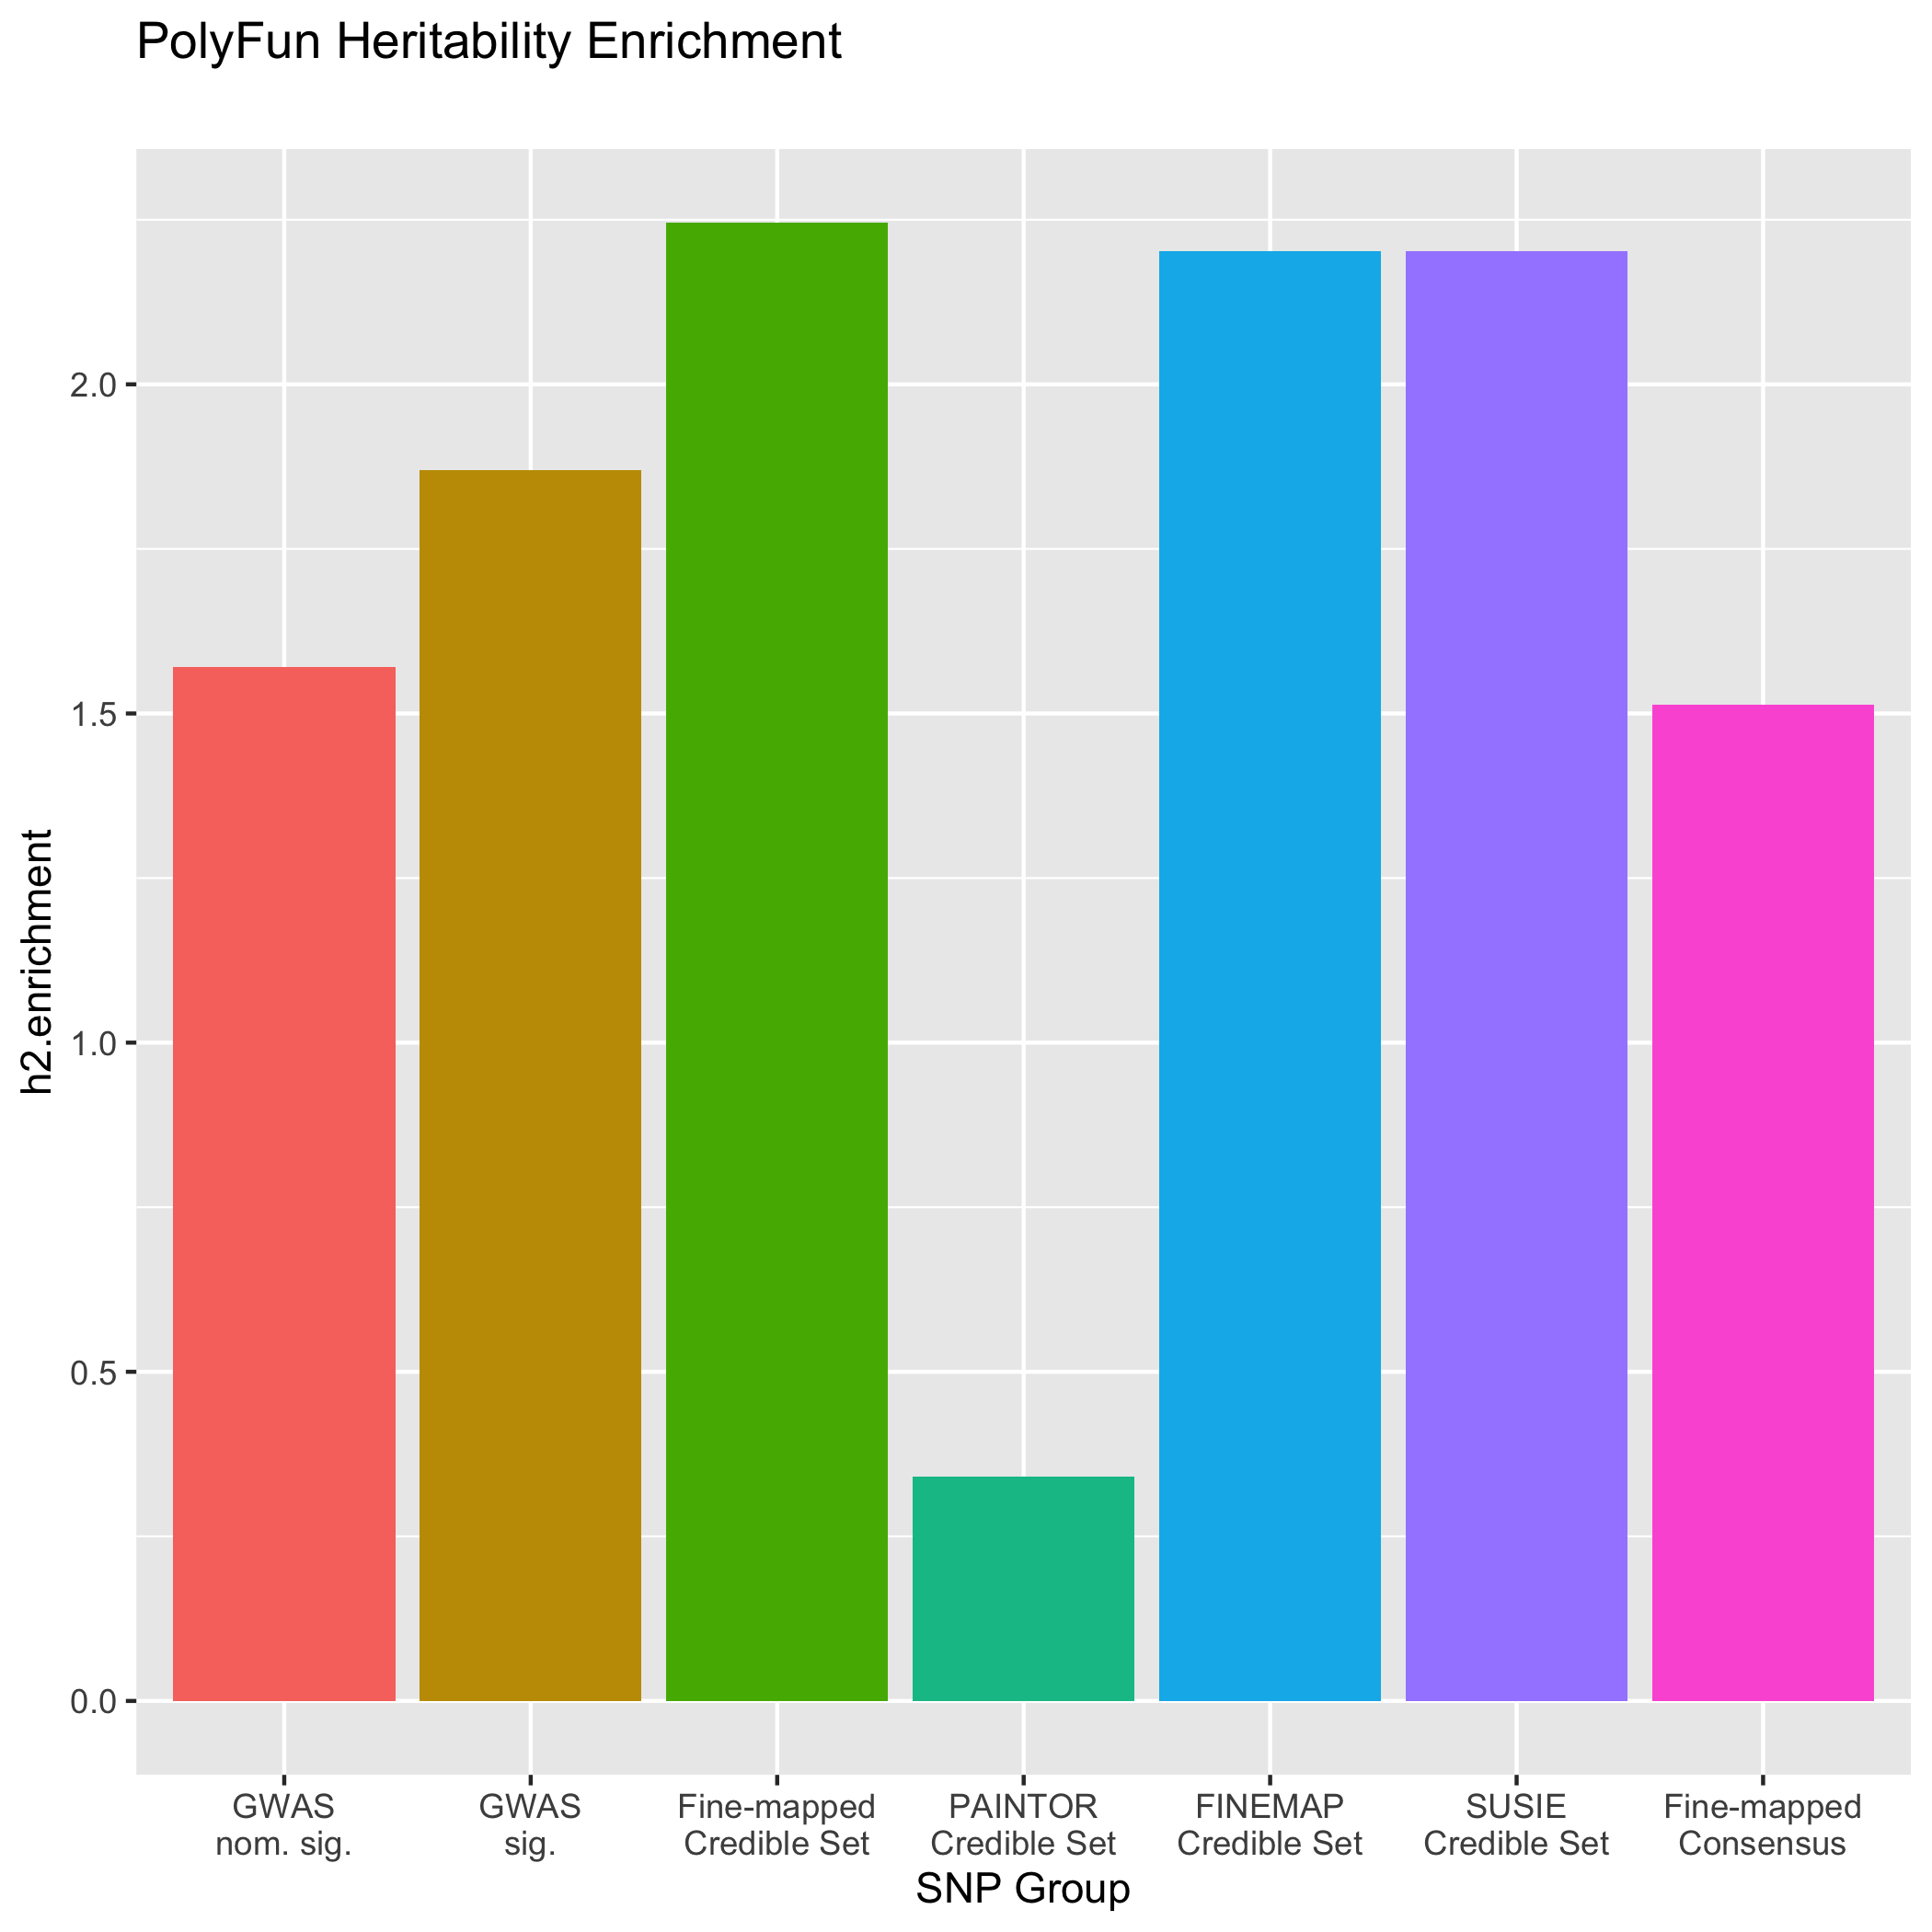 PolyFun Heritability Enrichment
h2.enrichment
2.0
1.5
1.0
0.5
0.0
GWAS
nom. sig.
GWAS
sig.
Fine-mapped
Credible Set
PAINTOR
Credible Set
FINEMAP
Credible Set
SUSIE
Credible Set
Fine-mapped
Consensus
SNP Group